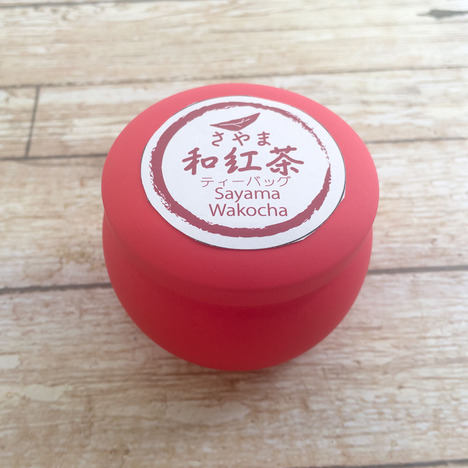 さやま
和紅茶
ティーバッグ
Sayama
Wakocha